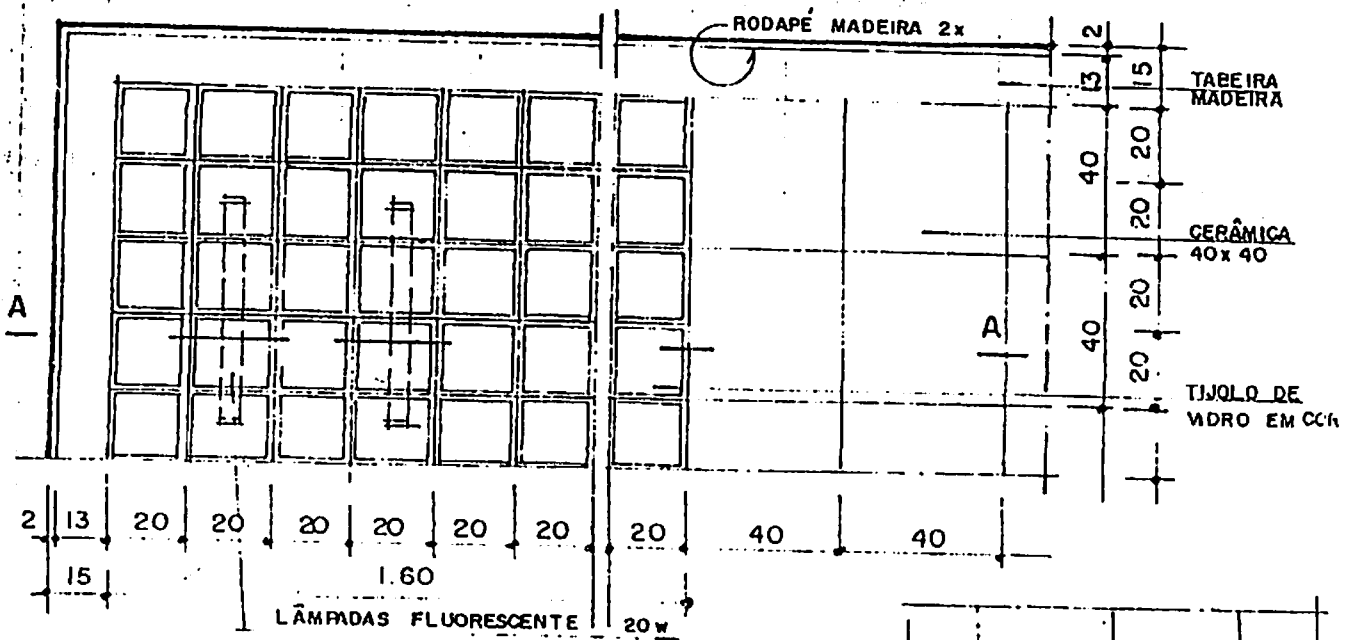 RODAPÉ MADEIRA 2x
2
13
15
TABEIRA
MADEIRA
40
20
20
CERÂMICA
40x40
A
A
40
20
20
TIJOLO DE
VIDRO EM
2 13 20 20 20 20 20 20 20 40 40
15 1.60
LÂMPADAS FLUORESCENTE 20w